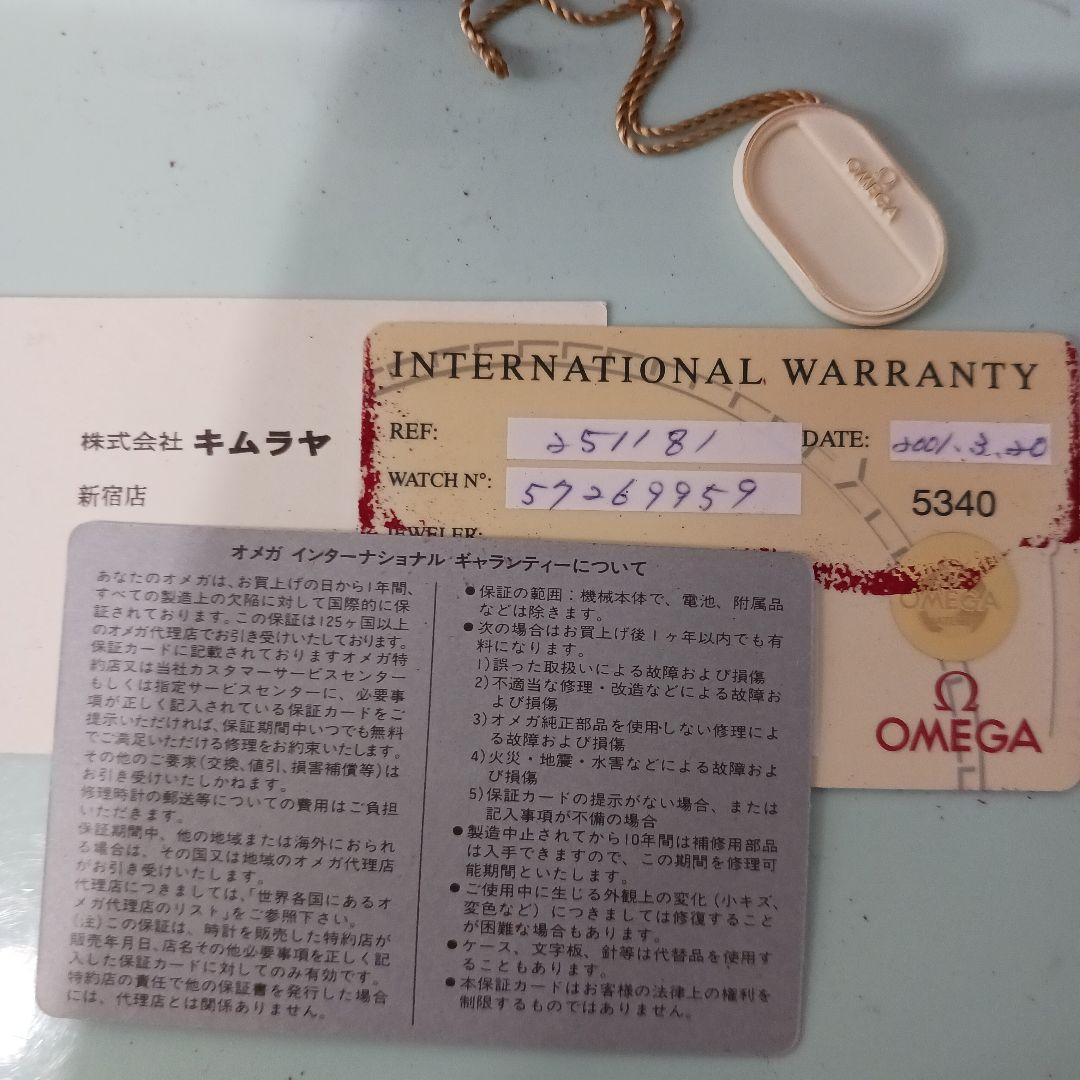 Ω
OMEGA
INTERNATIONAL WARRANTY
REF: 251181
DATE: 2001.3.20
WATCH N°: 57269959
5340
JEWELER:
Ω
OMEGA
OMEGA
株式会社 キムラヤ
新宿店
オメガ インターナショナル ギャランティーについて
あなたのオメガは、お買上げの日から1年間、
すべての製造上の欠陥に対して国際的に保
証されております。この保証は125ヶ国以上
のオメガ代理店でお引き受けいたしております。
保証カードに記載されておりますオメガ特
約店又は当社カスタマーサービスセンター
もしくは指定サービスセンターに、必要事
項が正しく記入されている保証カードをご
提示いただければ、保証期間中いつでも無料
でご満足いただける修理をお約束いたします。
その他のご要求(交換、値引、損害補償等)は
お引き受けいたしかねます。
修理時計の郵送等についての費用はご負担
いただきます。
保証期間中、他の地域または海外におられ
る場合は、その国又は地域のオメガ代理店
がお引き受けいたします。
代理店につきましては、「世界各国にあるオ
メガ代理店のリスト」をご参照下さい。
(注)この保証は、時計を販売した特約店が
販売年月日、店名その他必要事項を正しく記
入した保証カードに対してのみ有効です。
特約店の責任で他の保証書を発行した場合
には、代理店とは関係ありません。
●保証の範囲：機械本体で、電池、附属品
などは除きます。
●次の場合はお買上げ後1ヶ年以内でも有
料になります。
1)誤った取扱いによる故障および損傷
2)不適当な修理・改造などによる故障お
よび損傷
3)オメガ純正部品を使用しない修理によ
る故障および損傷
4)火災・地震・水害などによる故障およ
び損傷
5)保証カードの提示がない場合、または
記入事項が不備の場合
●製造中止されてから10年間は補修用部品
は入手できますので、この期間を修理可
能期間といたします。
●ご使用中に生じる外観上の変化(小キズ、
変色など)につきましては修復すること
が困難な場合もあります。
●ケース、文字板、針等は代替品を使用す
ることもあります。
●本保証カードはお客様の法律上の権利を
制限するものではありません。